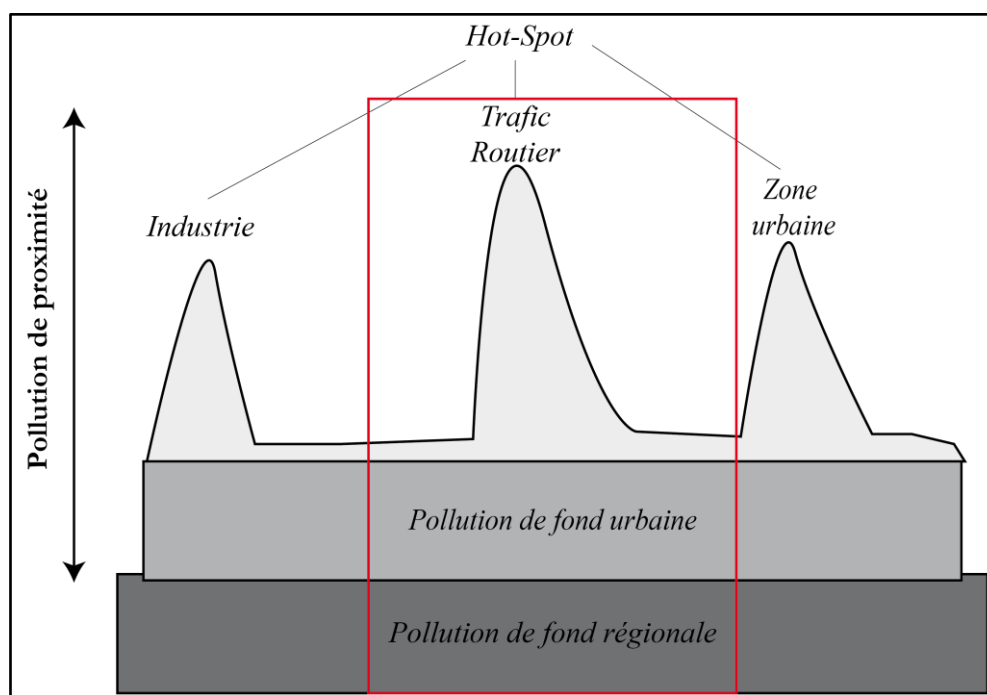 Hot-Spot
Trafic
Routier
Industrie
Zone
urbaine
Pollution de proximité
Pollution de fond urbaine
Pollution de fond régionale